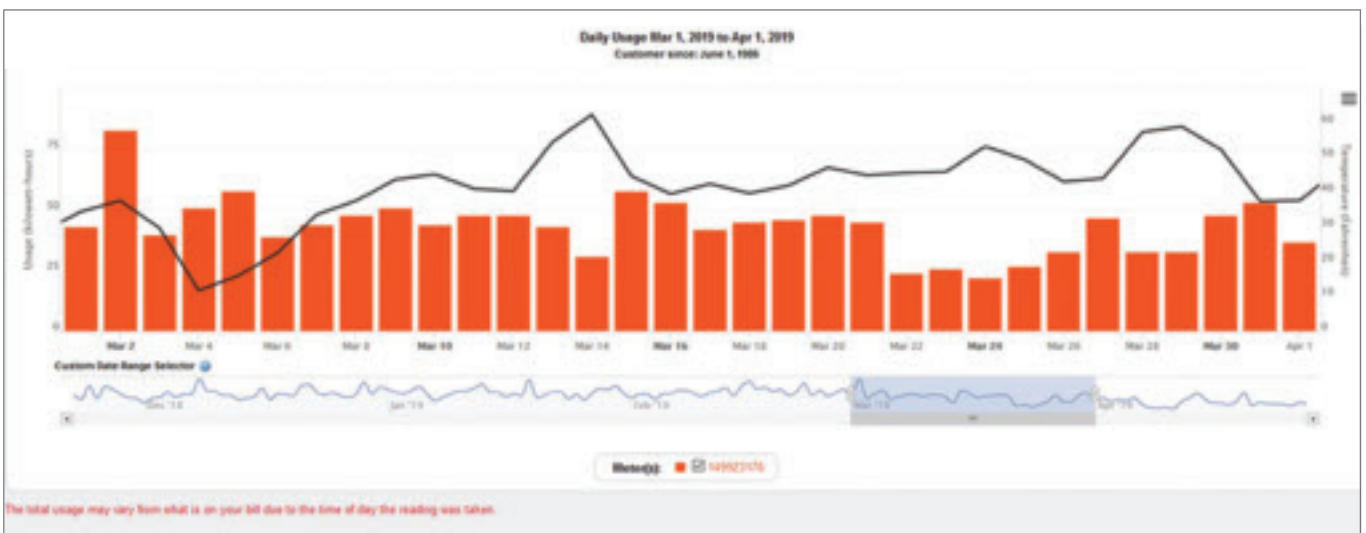 Daily Usage Mar 1, 2019 to Apr 1, 2019
Customer since: June 1, 1986
Usage (kilowatt-hours)
75
50
25
0
60
50
40
30
20
10
0
Temperature (Fahrenheit)
Mar 2 Mar 4 Mar 6 Mar 8 Mar 10 Mar 12 Mar 14 Mar 16 Mar 18 Mar 20 Mar 22 Mar 24 Mar 26 Mar 28 Mar 30 Apr 1
Custom Date Range Selector
Jan '19 Feb '19 Mar '19 Apr '19
Meter(s):
The total usage may vary from what is on your bill due to the time of day the reading was taken.